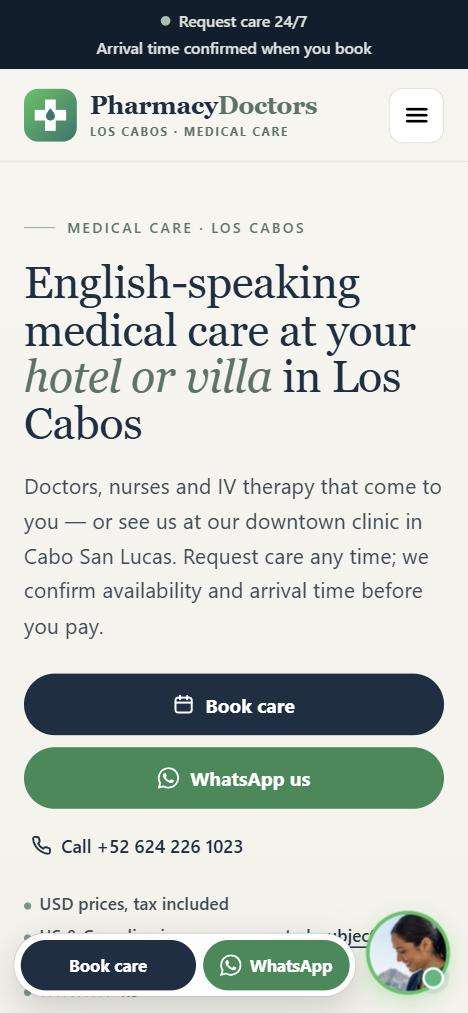 Request care 24/7
Arrival time confirmed when you book
PharmacyDoctors
LOS CABOS · MEDICAL CARE
MEDICAL CARE · LOS CABOS
English-speaking
medical care at your
hotel or villa in Los
Cabos
Doctors, nurses and IV therapy that come to
you — or see us at our downtown clinic in
Cabo San Lucas. Request care any time; we
confirm availability and arrival time before
you pay.
Book care
WhatsApp us
Call +52 624 226 1023
USD prices, tax included
Book care
WhatsApp